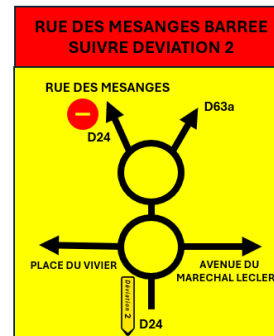 RUE DES MESANGES BARREE
SUIVRE DEVIATION 2
RUE DES MESANGES
D63a
D24
PLACE DU VIVIER
AVENUE DU
MARECHAL LECLER
Déviation 2
D24